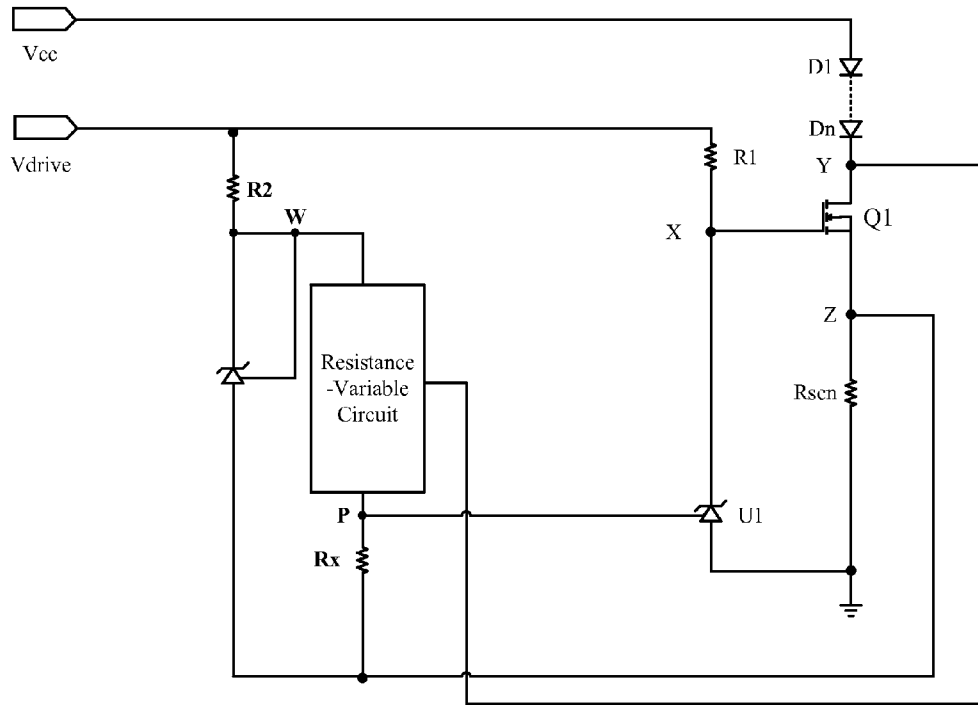 Vcc
D1
Dn
Vdrive
R1
Y
R2
W
X
Q1
Z
Resistance
-Variable
Circuit
Rscn
P
U1
Rx